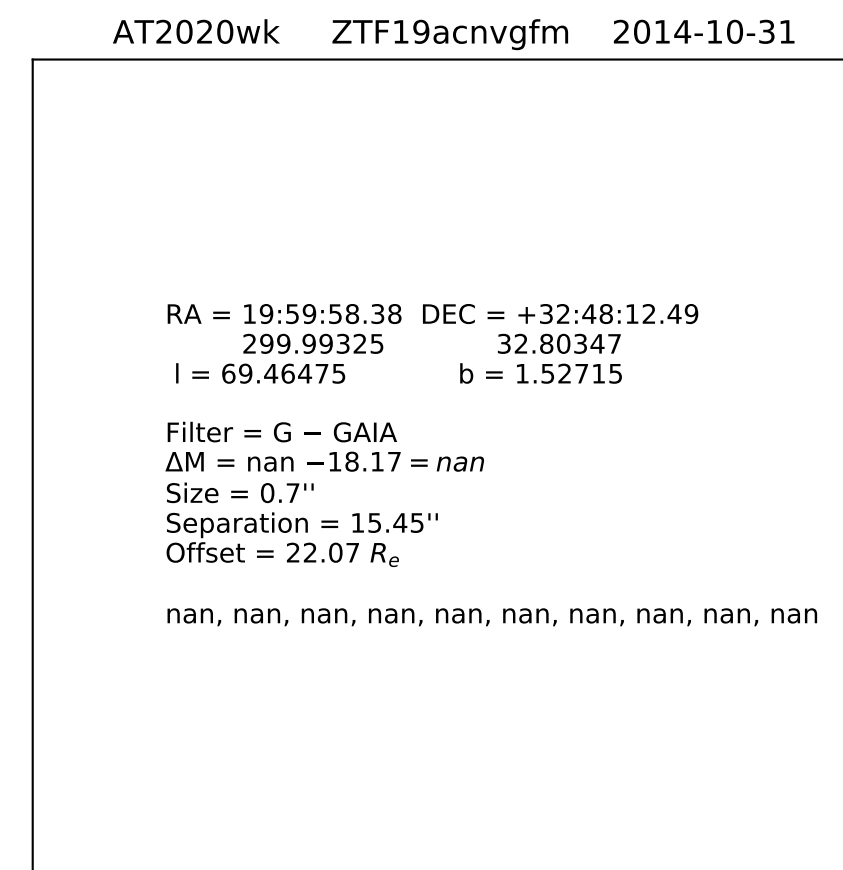 AT2020wk ZTF19acnvgfm 2014-10-31
RA = 19:59:58.38 DEC = +32:48:12.49
299.99325 32.80347
l = 69.46475 b = 1.52715
Filter = G − GAIA
ΔM = nan −18.17 = nan
Size = 0.7''
Separation = 15.45''
Offset = 22.07 Rₑ
nan, nan, nan, nan, nan, nan, nan, nan, nan, nan